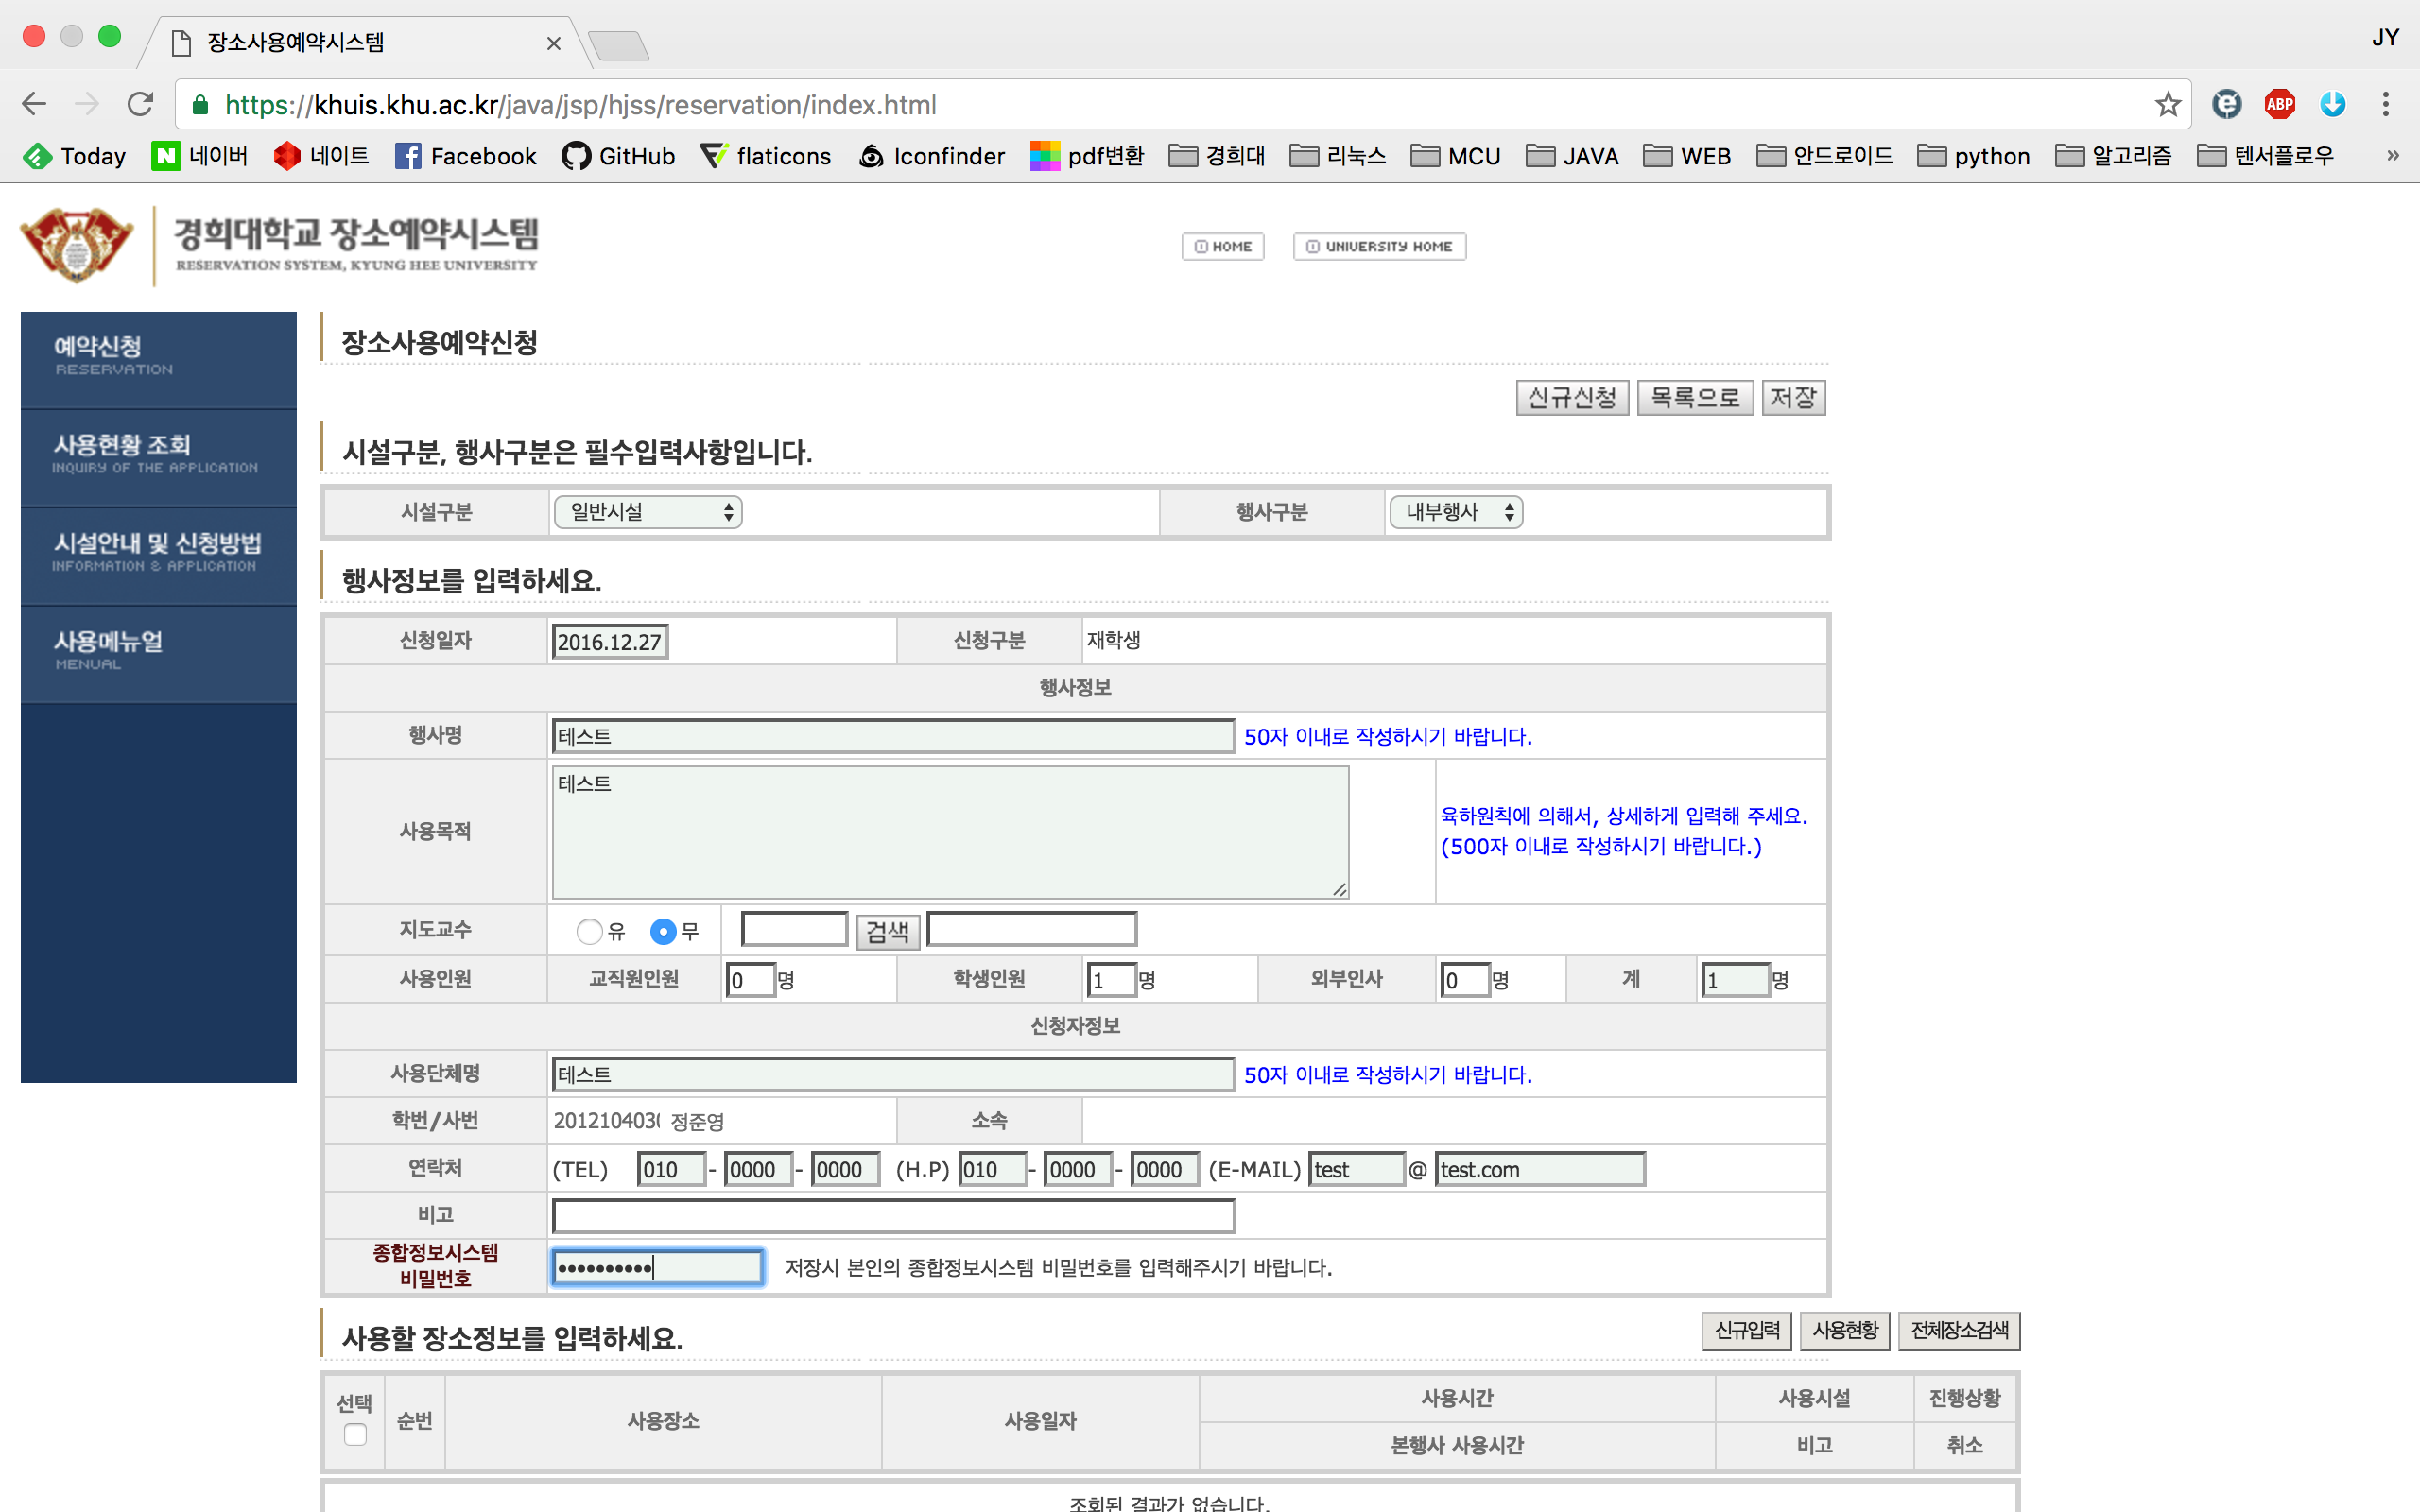 장소사용예약시스템
JY
https://khuis.khu.ac.kr/java/jsp/hjss/reservation/index.html
ABP
Today 네이버 네이트 Facebook GitHub flaticons Iconfinder pdf변환 경희대 리눅스 MCU JAVA WEB 안드로이드 python 알고리즘 텐서플로우 »
경희대학교 장소예약시스템
RESERVATION SYSTEM, KYUNG HEE UNIVERSITY
HOME UNIVERSITY HOME
예약신청
RESERVATION
사용현황 조회
INQUIRY OF THE APPLICATION
시설안내 및 신청방법
INFORMATION & APPLICATION
사용메뉴얼
MENUAL
장소사용예약신청
신규신청 목록으로 저장
시설구분, 행사구분은 필수입력사항입니다.
시설구분 일반시설 행사구분 내부행사
행사정보를 입력하세요.
신청일자 2016.12.27 신청구분 재학생
행사정보
행사명 테스트 50자 이내로 작성하시기 바랍니다.
사용목적 테스트 육하원칙에 의해서, 상세하게 입력해 주세요.
(500자 이내로 작성하시기 바랍니다.)
지도교수 유 무 검색
사용인원 교직원인원 0 명 학생인원 1 명 외부인사 0 명 계 1 명
신청자정보
사용단체명 테스트 50자 이내로 작성하시기 바랍니다.
학번/사번 201210403 정준영 소속
연락처 (TEL) 010 - 0000 - 0000 (H.P) 010 - 0000 - 0000 (E-MAIL) test @ test.com
비고
종합정보시스템
비밀번호 •••••••••• 저장시 본인의 종합정보시스템 비밀번호를 입력해주시기 바랍니다.
사용할 장소정보를 입력하세요.
신규입력 사용현황 전체장소검색
선택 순번 사용장소 사용일자 사용시간 사용시설 진행상황
본행사 사용시간 비고 취소
조회된 결과가 없습니다.